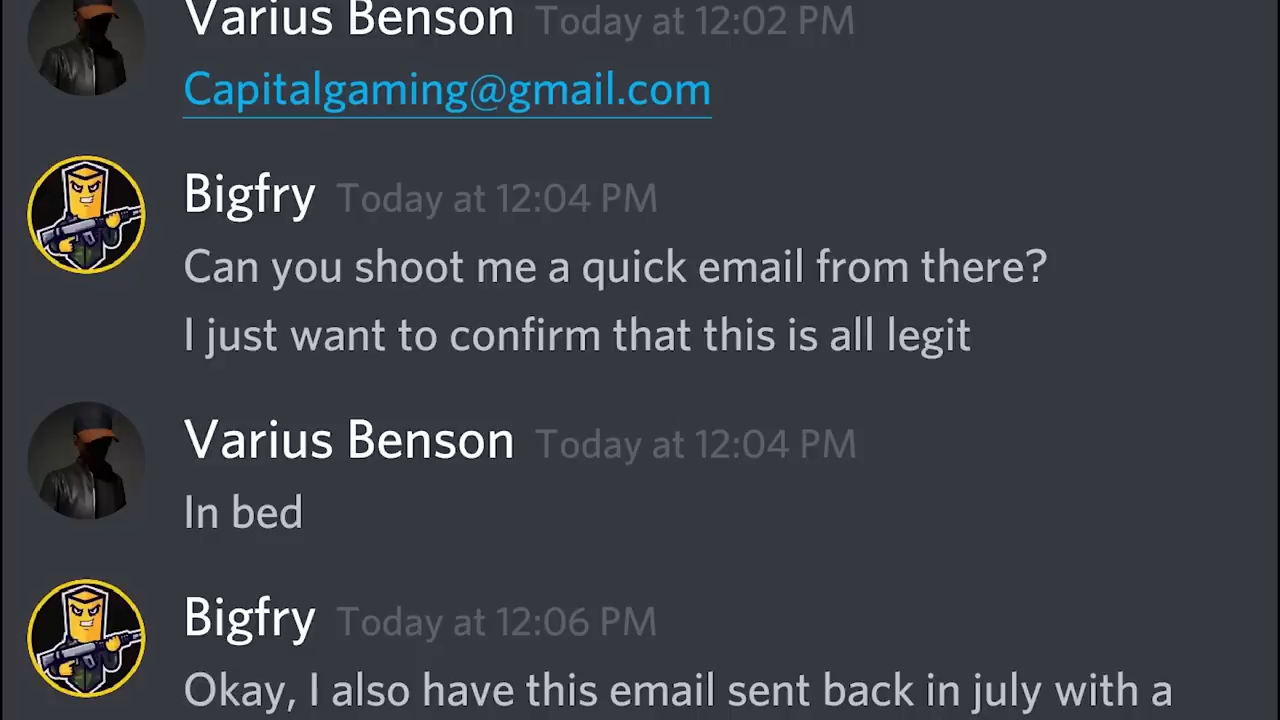 Varius Benson Today at 12:02 PM
Capitalgaming@gmail.com
Bigfry Today at 12:04 PM
Can you shoot me a quick email from there?
I just want to confirm that this is all legit
Varius Benson Today at 12:04 PM
In bed
Bigfry Today at 12:06 PM
Okay, I also have this email sent back in july with a